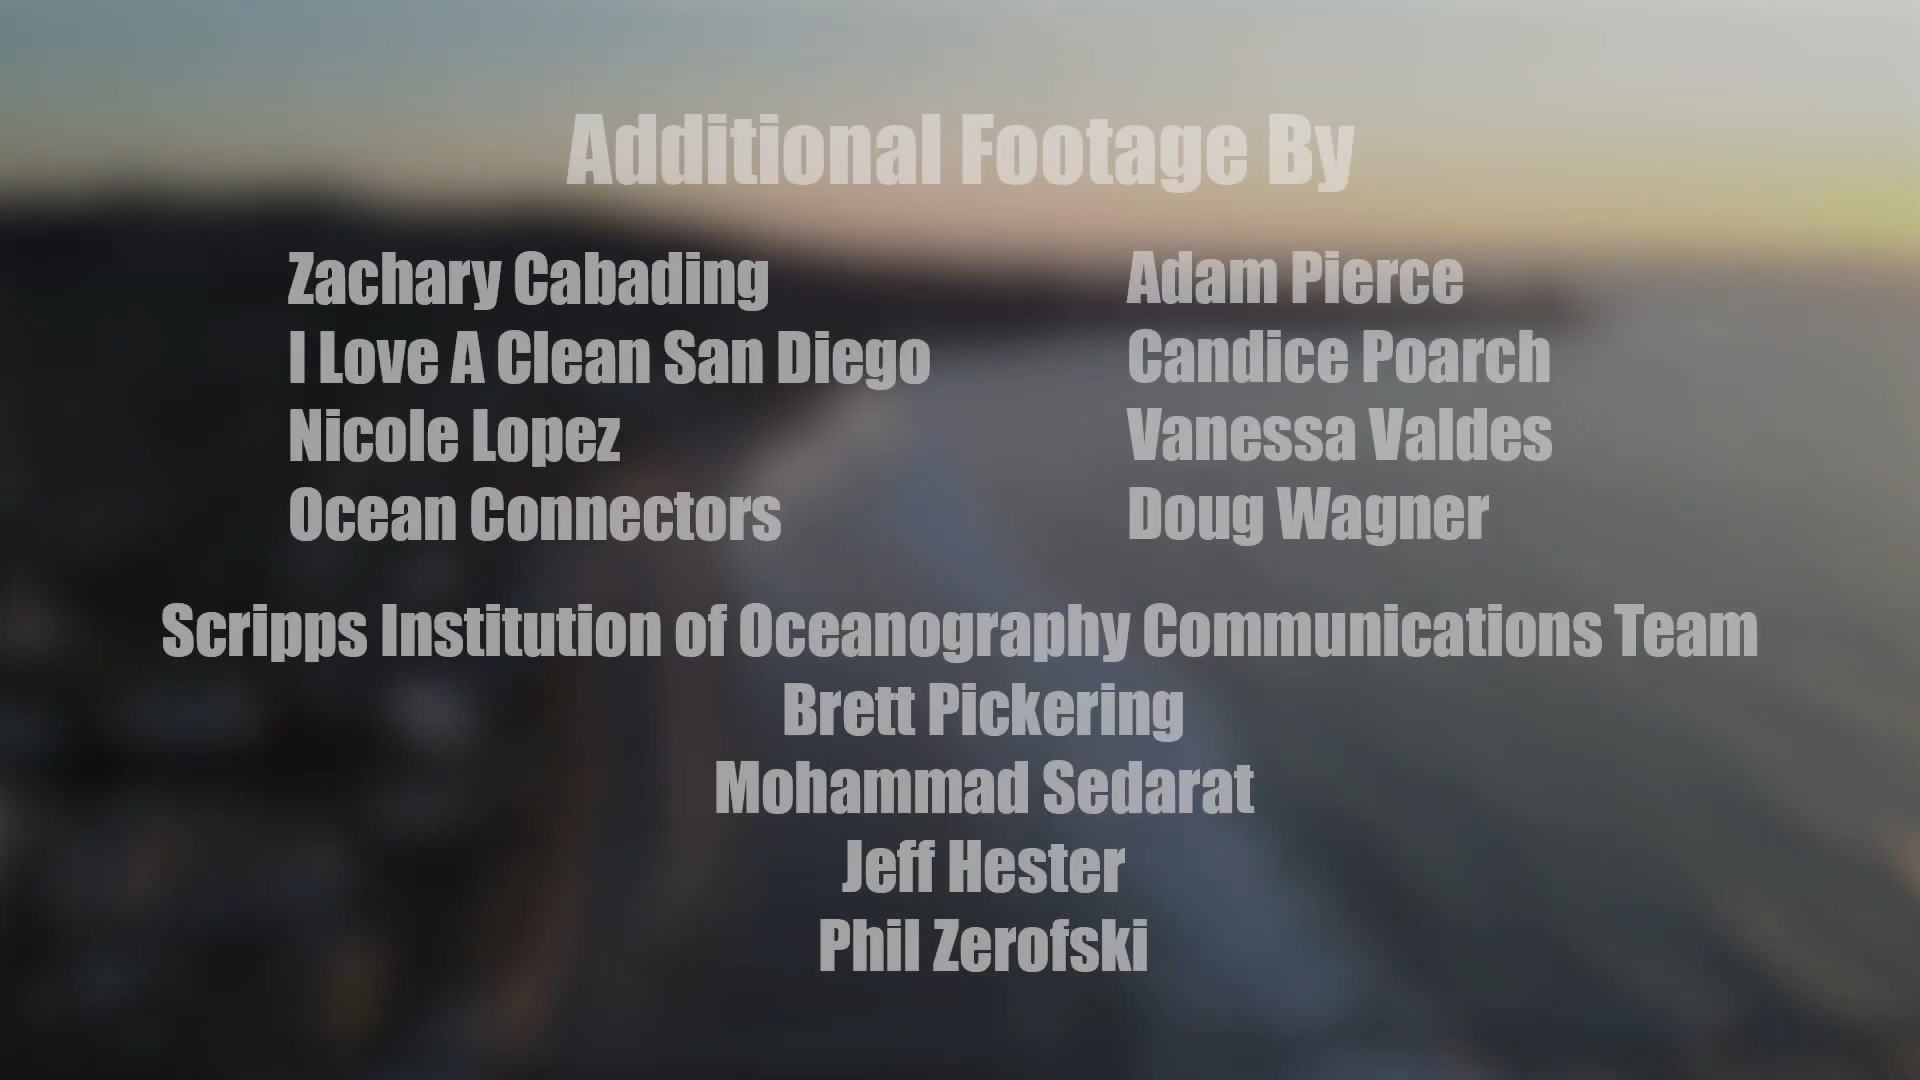 Additional Footage By
Zachary Cabading
I Love A Clean San Diego
Nicole Lopez
Ocean Connectors
Adam Pierce
Candice Poarch
Vanessa Valdes
Doug Wagner
Scripps Institution of Oceanography Communications Team
Brett Pickering
Mohammad Sedarat
Jeff Hester
Phil Zerofski